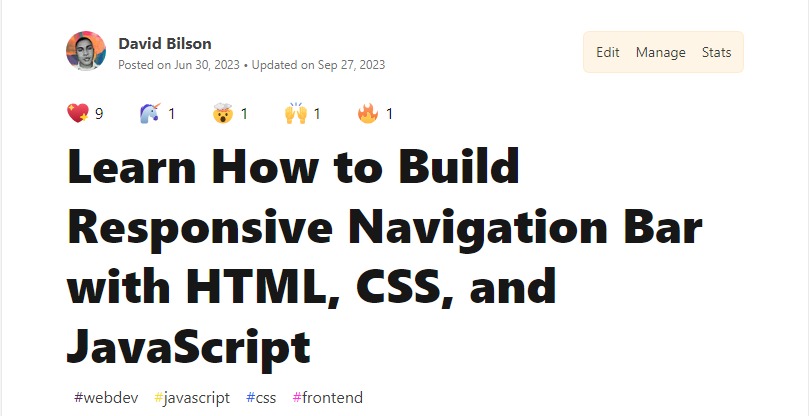 David Bilson
Posted on Jun 30, 2023 • Updated on Sep 27, 2023
Edit Manage Stats
9 1 1 1 1
Learn How to Build
Responsive Navigation Bar
with HTML, CSS, and
JavaScript
#webdev #javascript #css #frontend